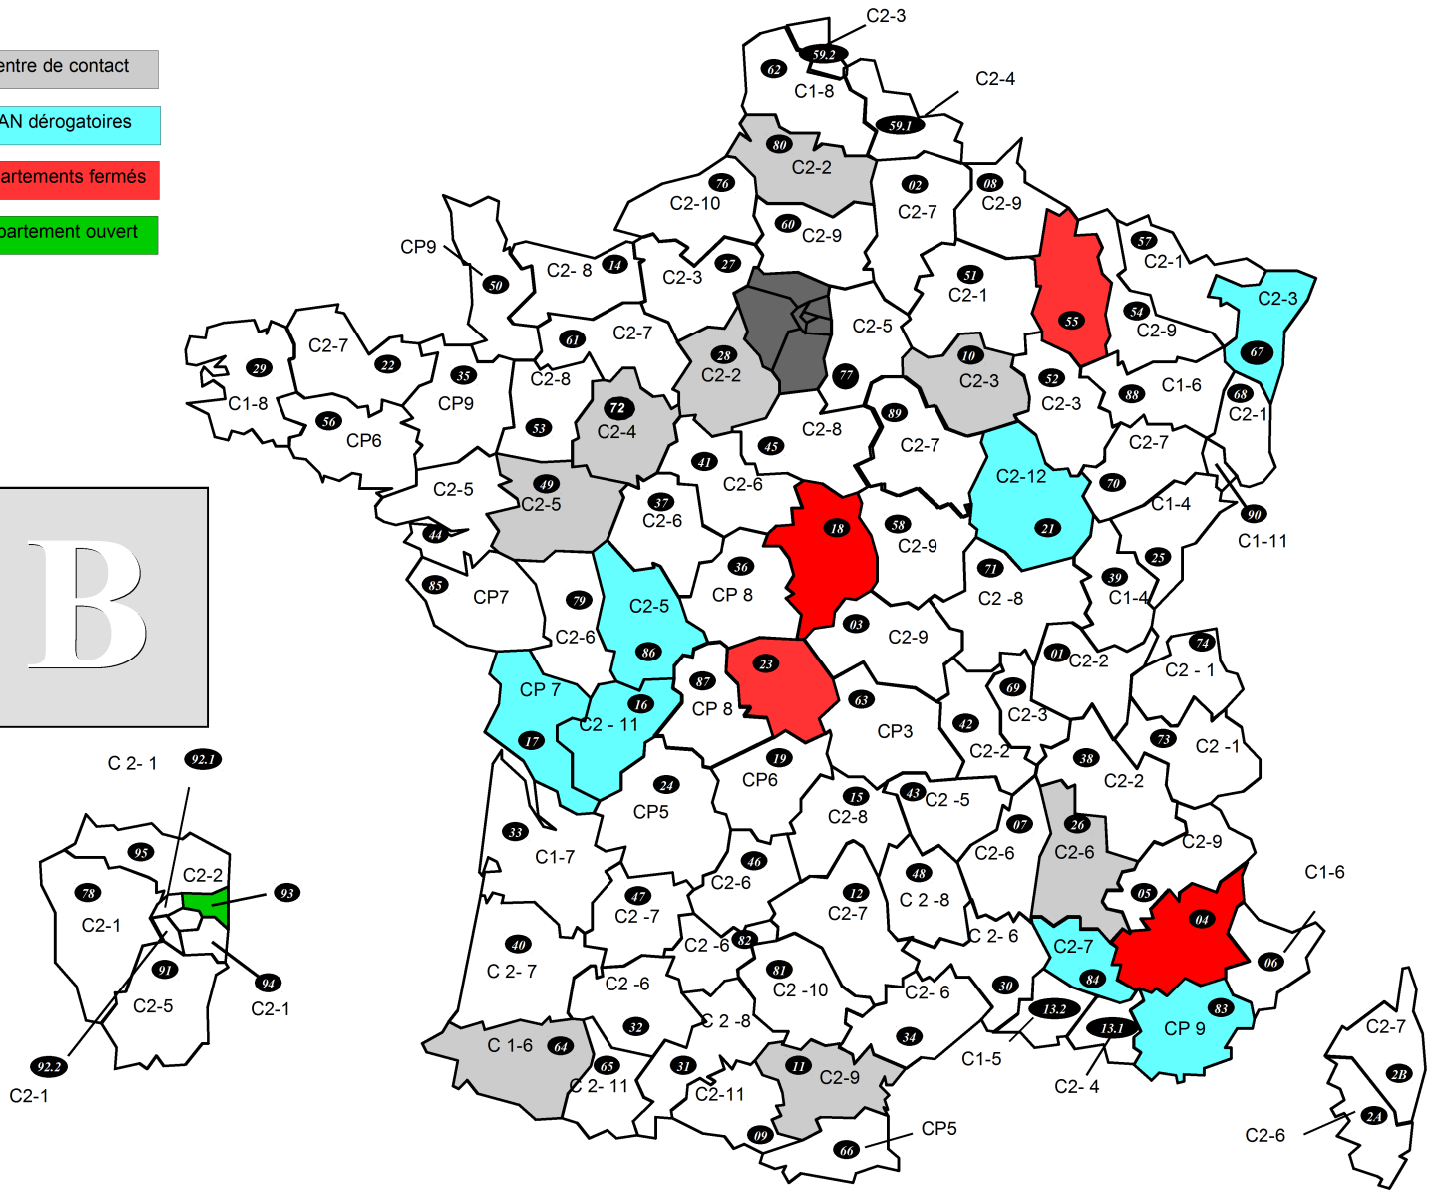 entre de contact
AN dérogatoires
artements fermés
partement ouvert
B
C2-3
59.2
62
C1-8
C2-4
59.1
80
C2-2
76
C2-10
02
C2-7
08
C2-9
60
C2-9
CP9
50
C2- 8
14
C2-3
27
57
C2-1
51
C2-1
C2-3
67
55
54
C2-9
C2-5
77
61
C2-7
28
C2-2
10
C2-3
52
C2-3
88
C1-6
68
C2-1
29
C1-8
C2-7
22
35
CP9
C2-8
53
72
C2-4
56
CP6
89
C2-7
45
C2-8
41
C2-6
C2-7
70
C2-12
21
C2-5
44
49
C2-5
37
C2-6
18
58
C2-9
C1-4
25
90
C1-11
85
CP7
79
C2-6
C2-5
86
36
CP 8
71
C2 -8
39
C1-4
03
C2-9
23
87
CP 8
01
C2-2
74
C2 - 1
69
C2-3
CP 7
17
16
C2 - 11
63
CP3
42
C2-2
73
C2 -1
38
C2-2
19
CP6
24
CP5
15
C2-8
43
C2 -5
07
C2-6
26
C2-6
C2-9
05
33
C1-7
46
C2-6
12
C2-7
48
C2 -8
47
C2 -7
04
C1-6
06
40
C 2- 7
C2 -6
82
C 2- 6
30
C2-7
84
C2 -6
32
81
C2 -10
C 2 -8
31
C2- 6
34
13.2
C1-5
13.1
C2- 4
83
CP 9
C 1-6
64
65
C 2- 11
C2-11
09
11
C2-9
66
CP5
C2-7
2B
2A
C2-6
C 2- 1
92.1
95
C2-2
93
78
C2-1
91
C2-5
94
C2-1
92.2
C2-1